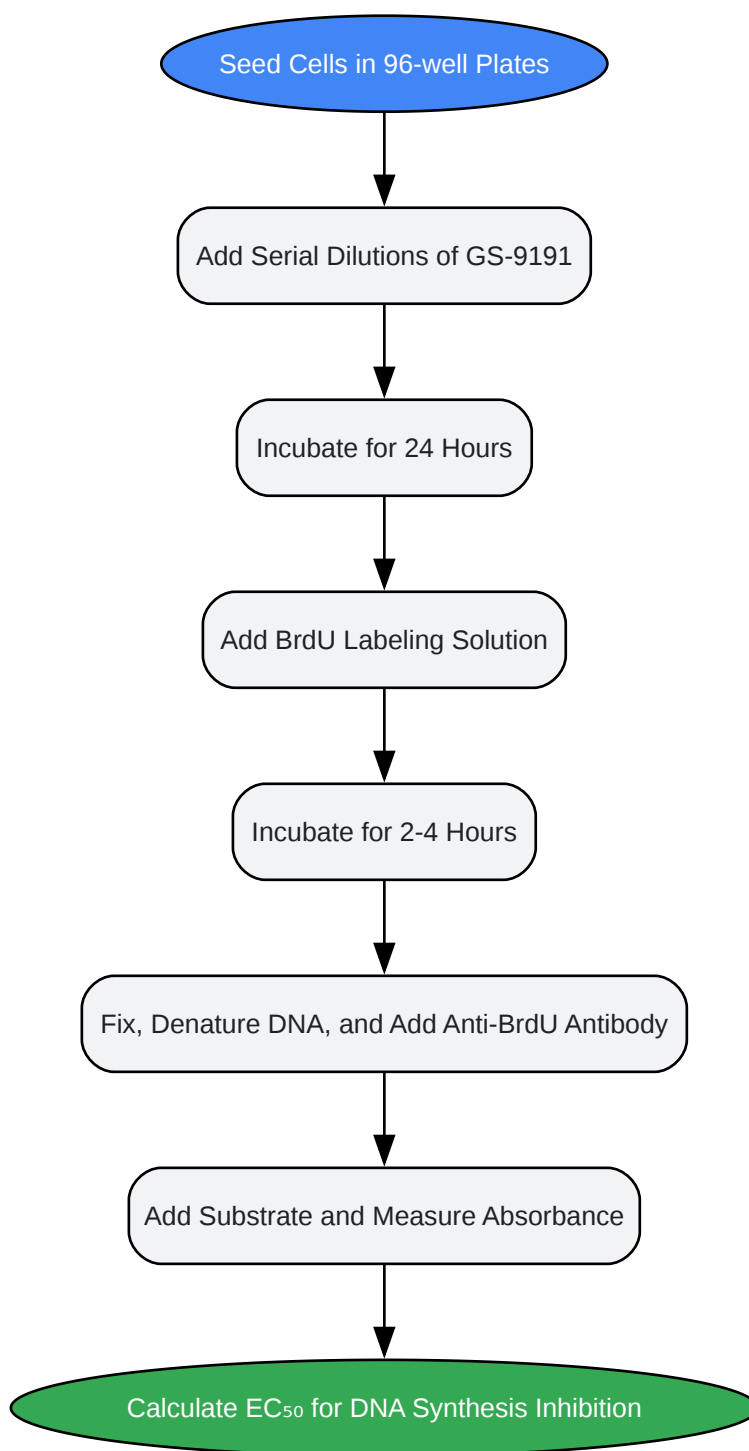 Seed Cells in 96-well Plates
Add Serial Dilutions of GS-9191
Incubate for 24 Hours
Add BrdU Labeling Solution
Incubate for 2-4 Hours
Fix, Denature DNA, and Add Anti-BrdU Antibody
Add Substrate and Measure Absorbance
Calculate EC₅₀ for DNA Synthesis Inhibition